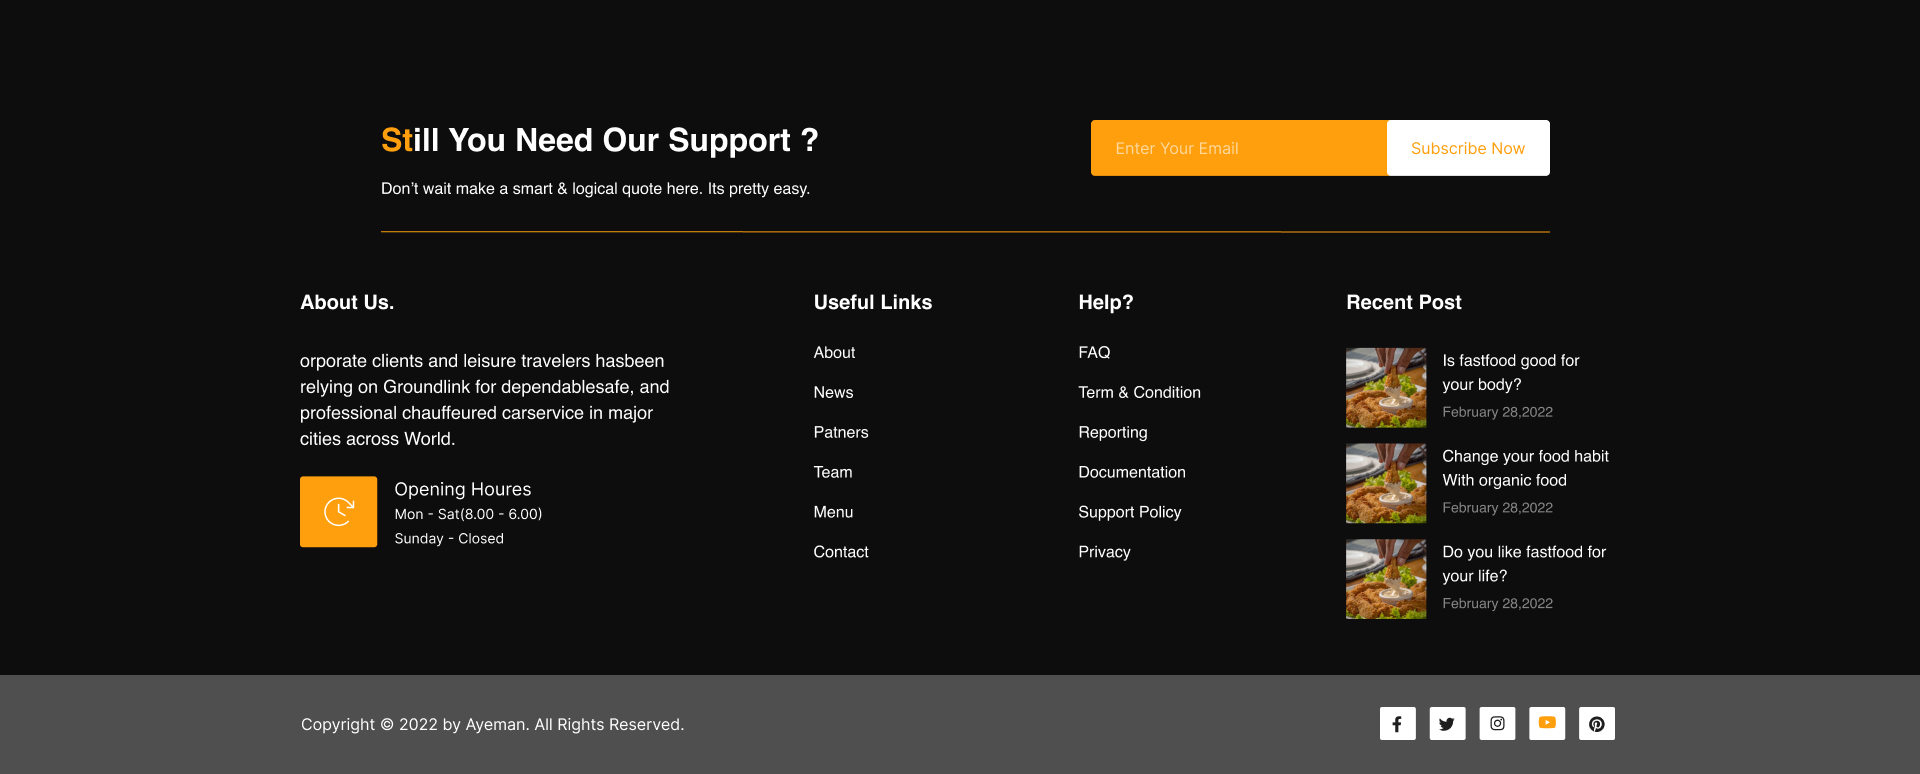 Still You Need Our Support ?
Don’t wait make a smart & logical quote here. Its pretty easy.
Enter Your Email
Subscribe Now
About Us.
orporate clients and leisure travelers hasbeen
relying on Groundlink for dependablesafe, and
professional chauffeured carservice in major
cities across World.
Opening Houres
Mon - Sat(8.00 - 6.00)
Sunday - Closed
Useful Links
About
News
Patners
Team
Menu
Contact
Help?
FAQ
Term & Condition
Reporting
Documentation
Support Policy
Privacy
Recent Post
Is fastfood good for
your body?
February 28,2022
Change your food habit
With organic food
February 28,2022
Do you like fastfood for
your life?
February 28,2022
Copyright © 2022 by Ayeman. All Rights Reserved.